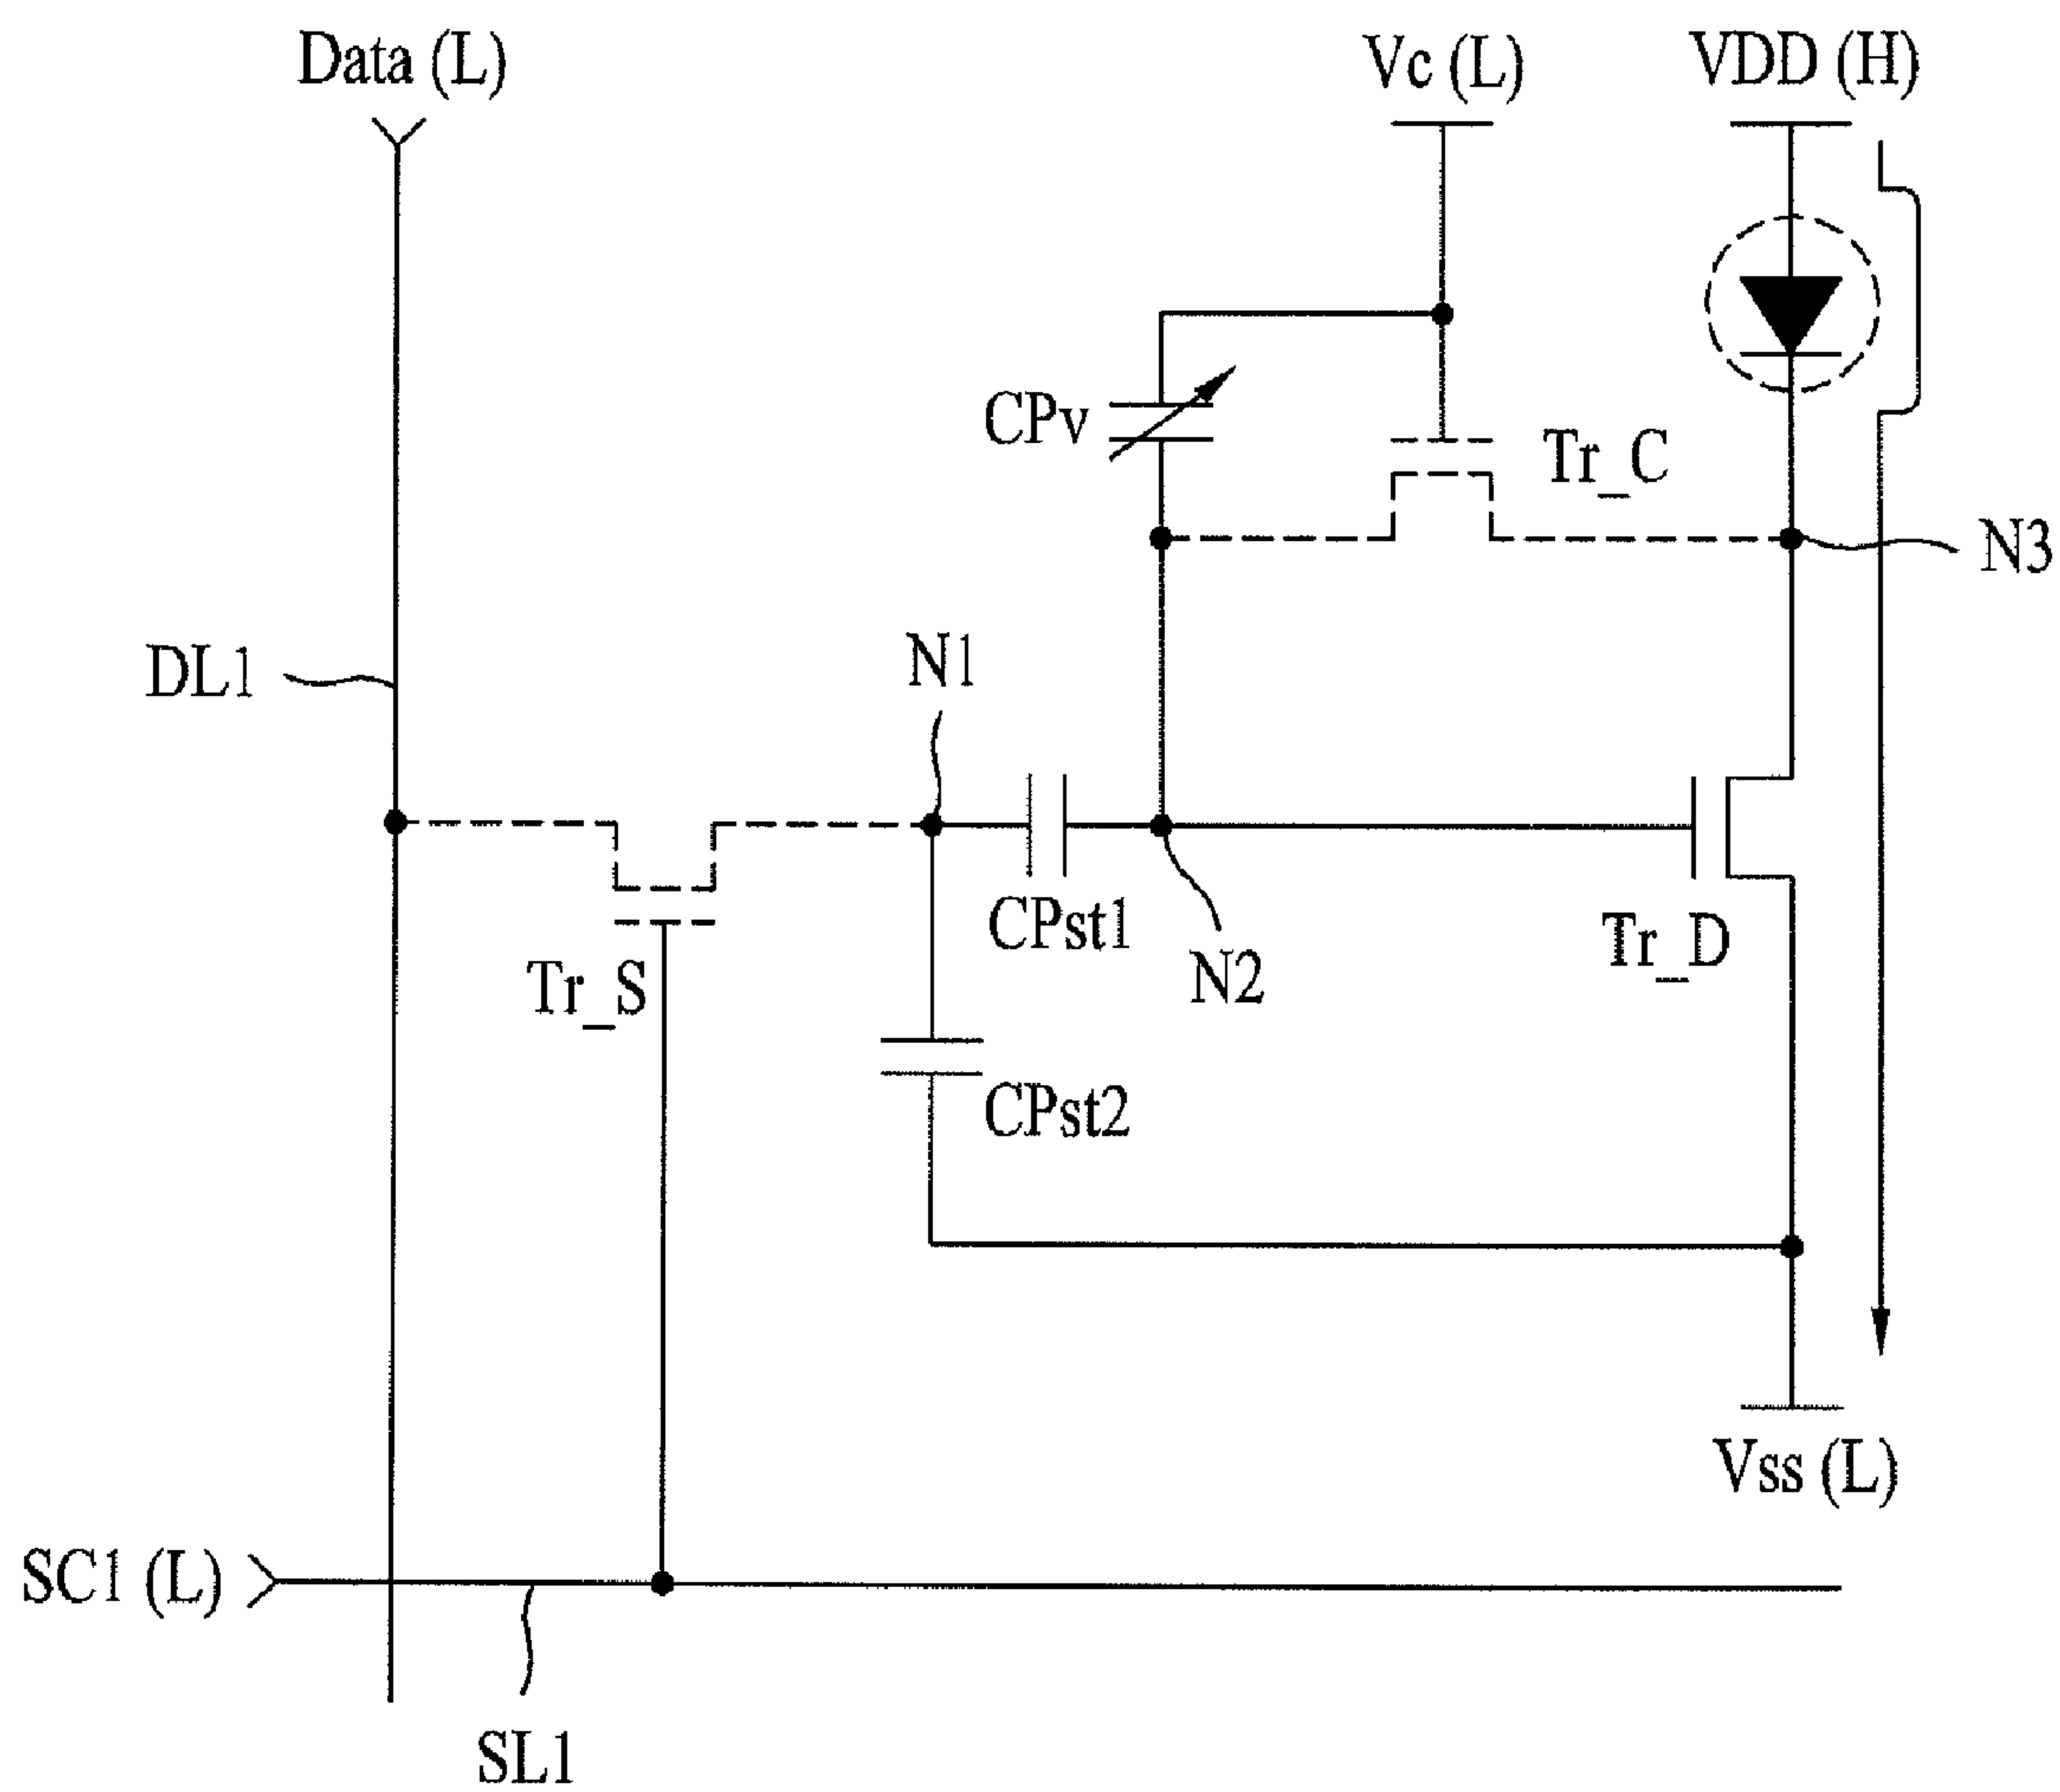 Data (L)
Vc (L)
VDD (H)
CPv
Tr_C
N3
DL1
N1
CPst1
N2
Tr_D
Tr_S
CPst2
Vss (L)
SC1 (L)
SL1